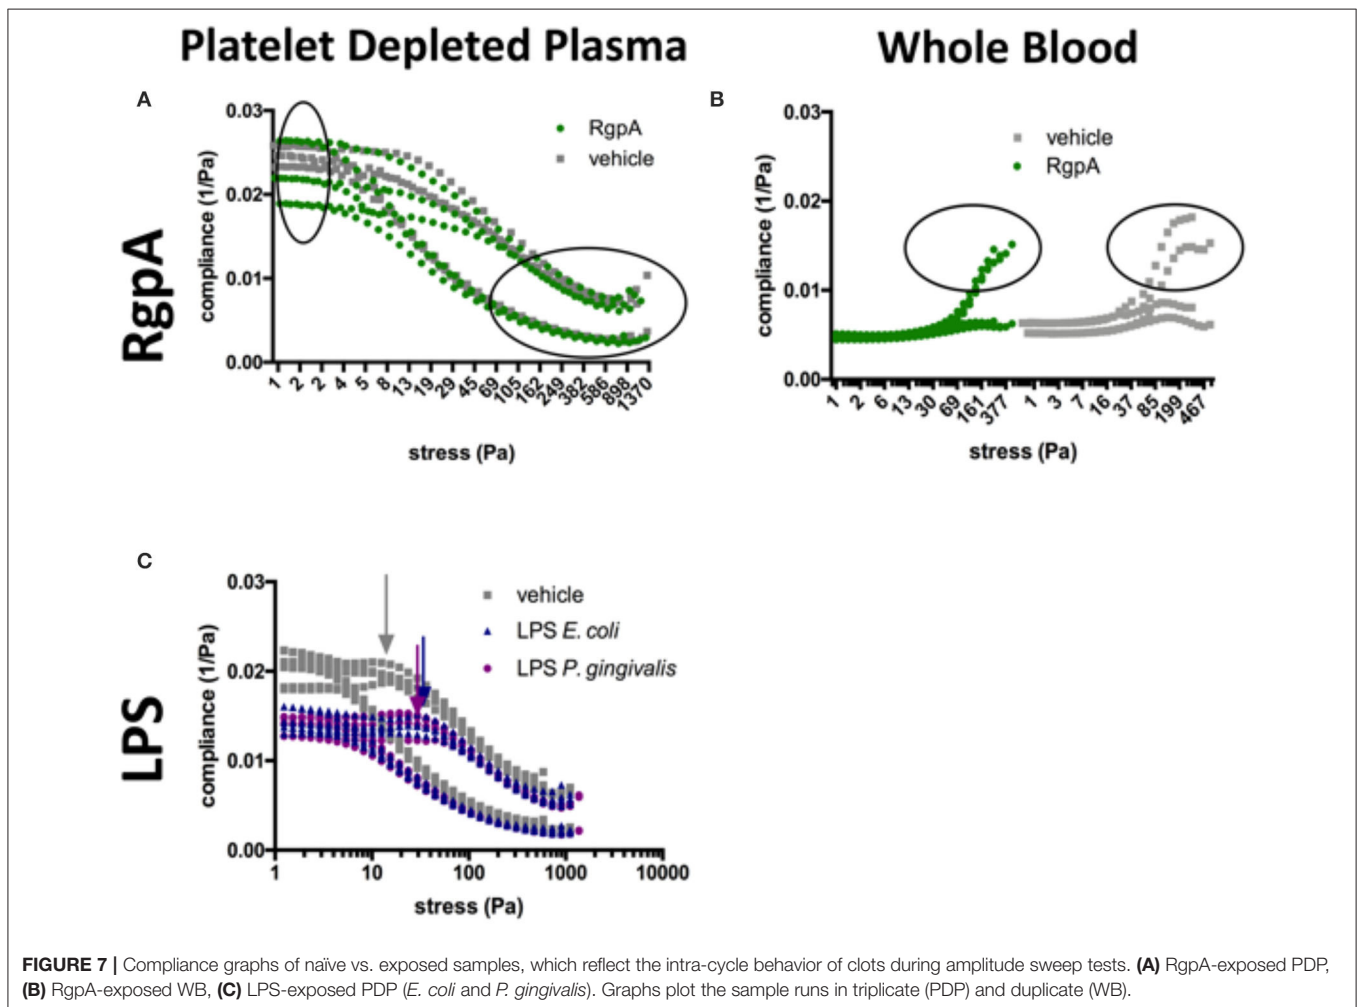 Platelet Depleted Plasma
Whole Blood
RgpA
A
compliance (1/Pa)
0.03
0.02
0.01
0.00
RgpA
vehicle
1 2 2 4 5 8 13 19 29 45 69 105 162 249 382 586 898 1370
stress (Pa)
B
compliance (1/Pa)
0.03
0.02
0.01
0.00
vehicle
RgpA
1 2 6 13 30 69 161 377 1 3 7 16 37 85 199 467
stress (Pa)
LPS
C
compliance (1/Pa)
0.03
0.02
0.01
0.00
vehicle
LPS E. coli
LPS P. gingivalis
1 10 100 1000 10000
stress (Pa)
FIGURE 7 | Compliance graphs of naïve vs. exposed samples, which reflect the intra-cycle behavior of clots during amplitude sweep tests. (A) RgpA-exposed PDP,
(B) RgpA-exposed WB, (C) LPS-exposed PDP (E. coli and P. gingivalis). Graphs plot the sample runs in triplicate (PDP) and duplicate (WB).